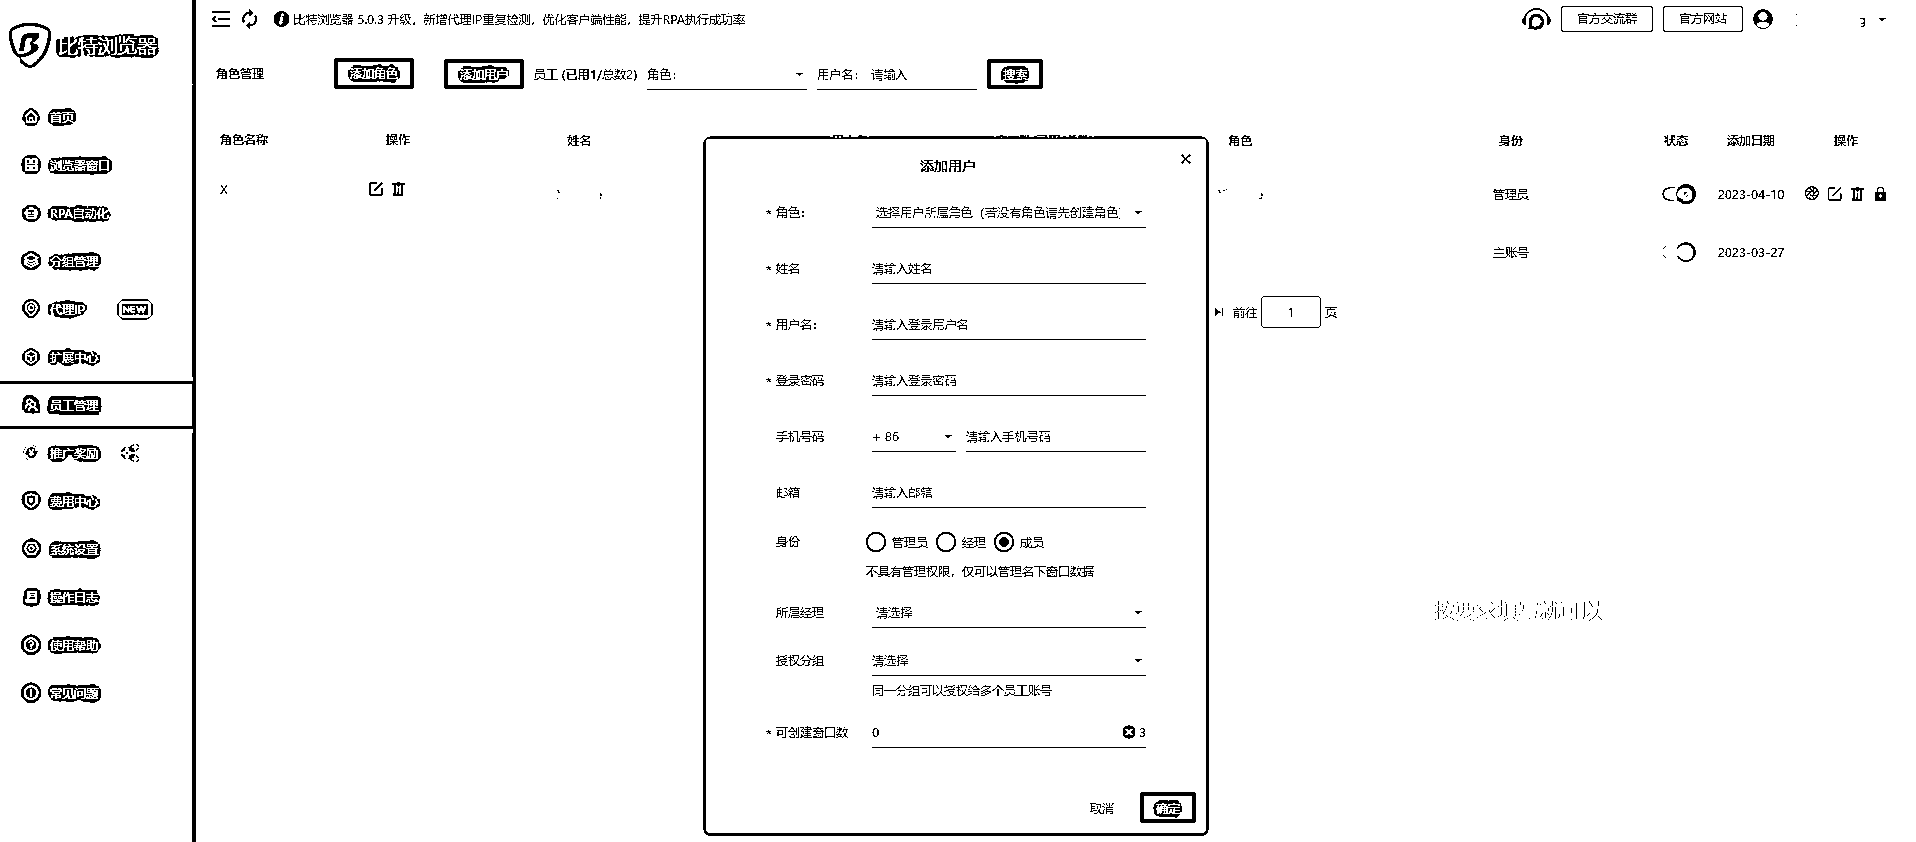 比特浏览器 5.0.3 升级，新增代理IP重复检测，优化客户端性能，提升RPA执行成功率
官方交流群
官方网站
比特浏览器
角色管理
添加角色
添加用户
员工 (已用1/总数2)
角色：
用户名： 请输入
搜索
首页
浏览器窗口
RPA自动化
分组管理
代理IP NEW
扩展中心
员工管理
推广奖励
费用中心
系统设置
操作日志
使用帮助
常见问题
角色名称 操作 姓名 角色 身份 状态 添加日期 操作
X
管理员 2023-04-10
主账号 2023-03-27
前往 1 页
添加用户
* 角色： 选择用户所属角色（若没有角色请先创建角色
* 姓名 请输入姓名
* 用户名： 请输入登录用户名
* 登录密码 请输入登录密码
手机号码 + 86 请输入手机号码
邮箱 请输入邮箱
身份 管理员 经理 成员
不具有管理权限，仅可以管理名下窗口数据
所属经理 请选择
授权分组 请选择
同一分组可以授权给多个员工账号
* 可创建窗口数 0 3
取消 确定
按要求填写就可以